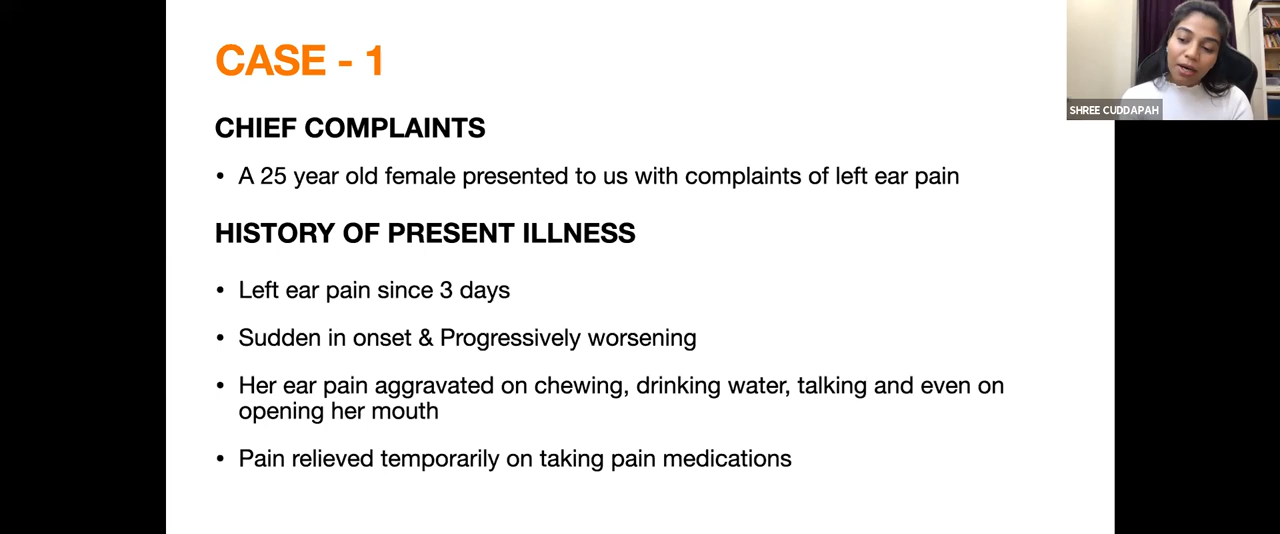 CASE - 1
SHREE CUDDAPAH
CHIEF COMPLAINTS
• A 25 year old female presented to us with complaints of left ear pain
HISTORY OF PRESENT ILLNESS
• Left ear pain since 3 days
• Sudden in onset & Progressively worsening
• Her ear pain aggravated on chewing, drinking water, talking and even on
opening her mouth
• Pain relieved temporarily on taking pain medications